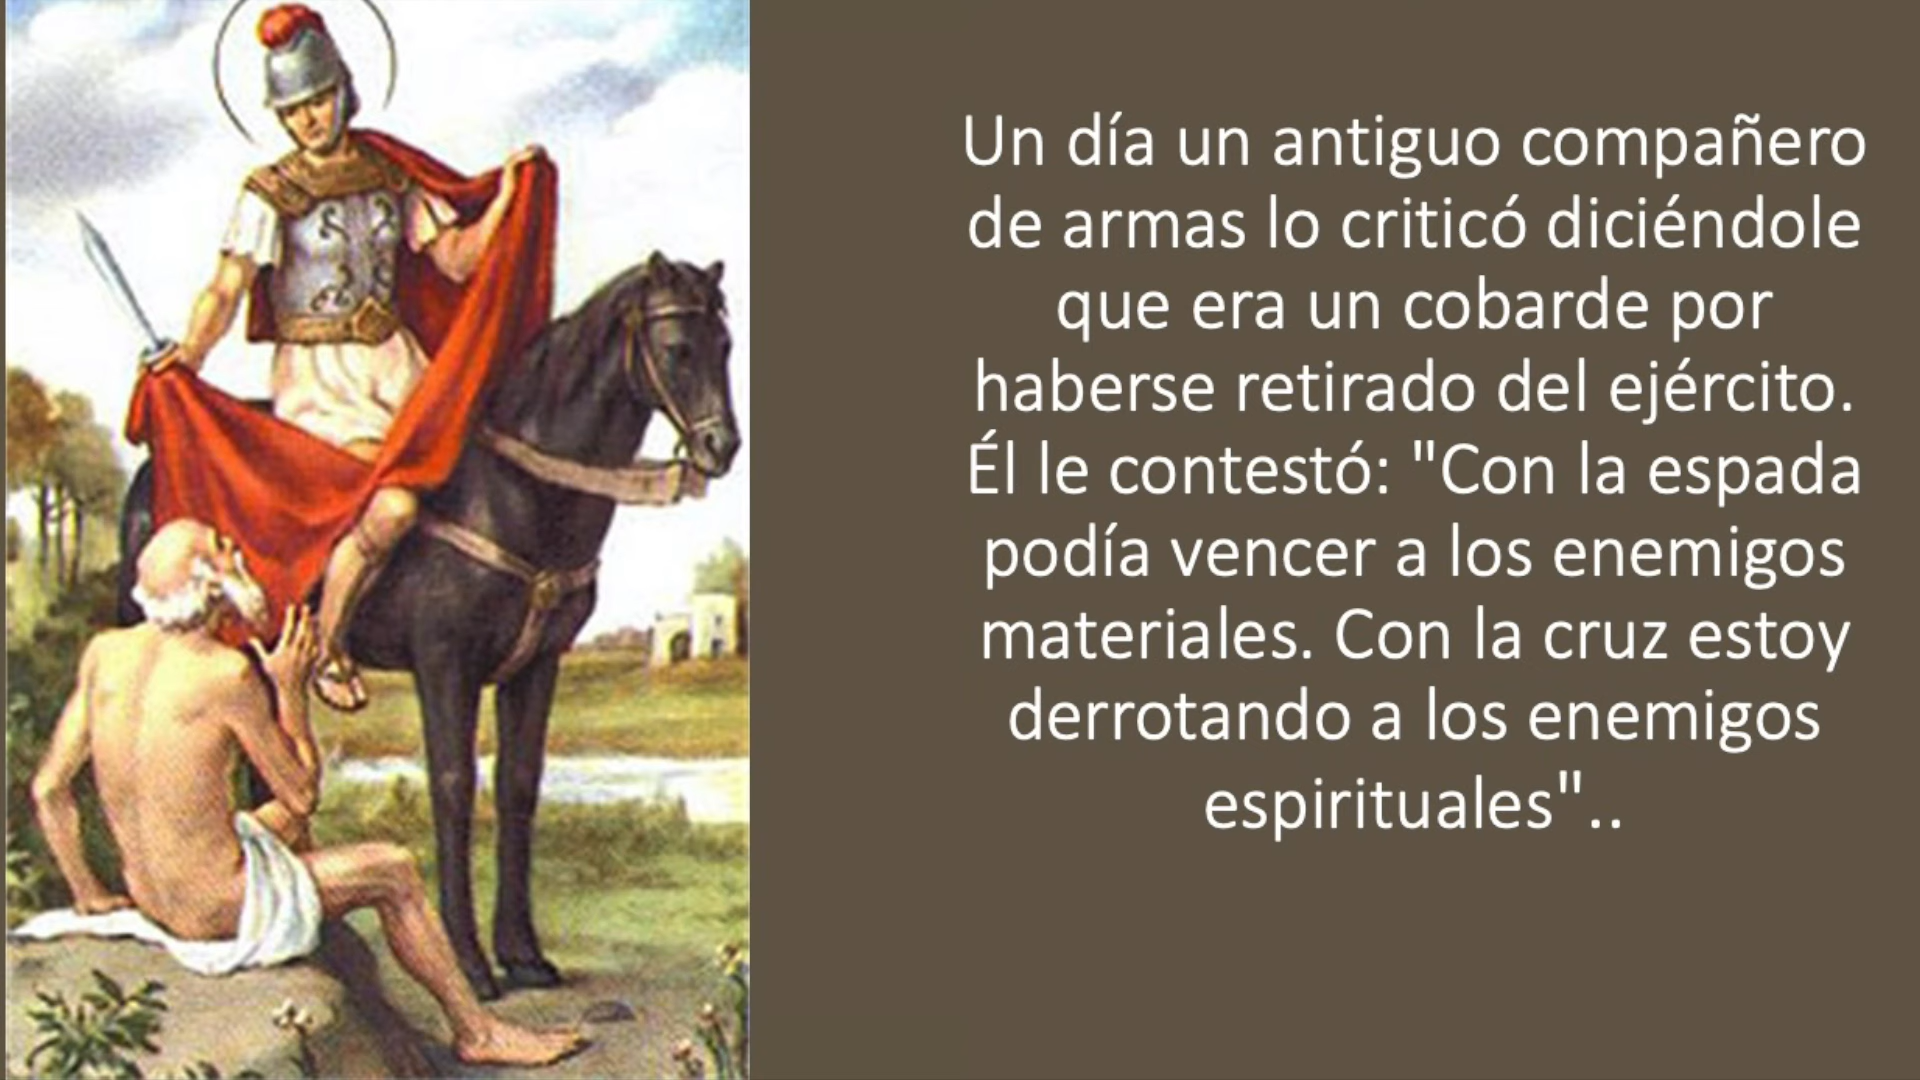 Un día un antiguo compañero
de armas lo criticó diciéndole
que era un cobarde por
haberse retirado del ejército.
Él le contestó: "Con la espada
podía vencer a los enemigos
materiales. Con la cruz estoy
derrotando a los enemigos
espirituales"..